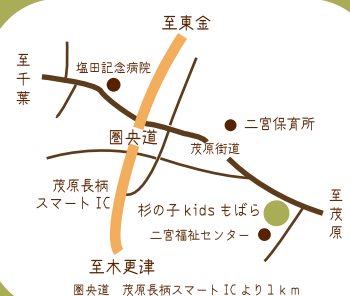 至東金
至千葉
塩田記念病院
圏央道
二宮保育所
茂原街道
茂原長柄
スマートIC
杉の子kidsもばら
至茂原
二宮福祉センター
至木更津
圏央道　茂原長柄スマートICより1km